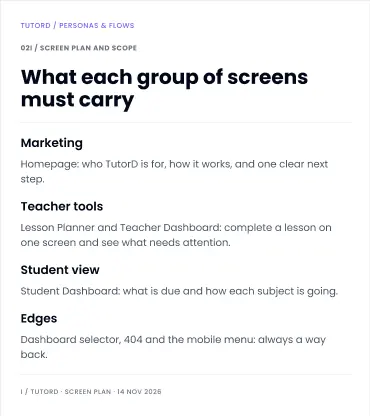 TUTORD / PERSONAS & FLOWS
02I / SCREEN PLAN AND SCOPE
What each group of screens
must carry
Marketing
Homepage: who TutorD is for, how it works, and one clear next
step.
Teacher tools
Lesson Planner and Teacher Dashboard: complete a lesson on
one screen and see what needs attention.
Student view
Student Dashboard: what is due and how each subject is going.
Edges
Dashboard selector, 404 and the mobile menu: always a way
back.
I / TUTORD · SCREEN PLAN · 14 NOV 2026